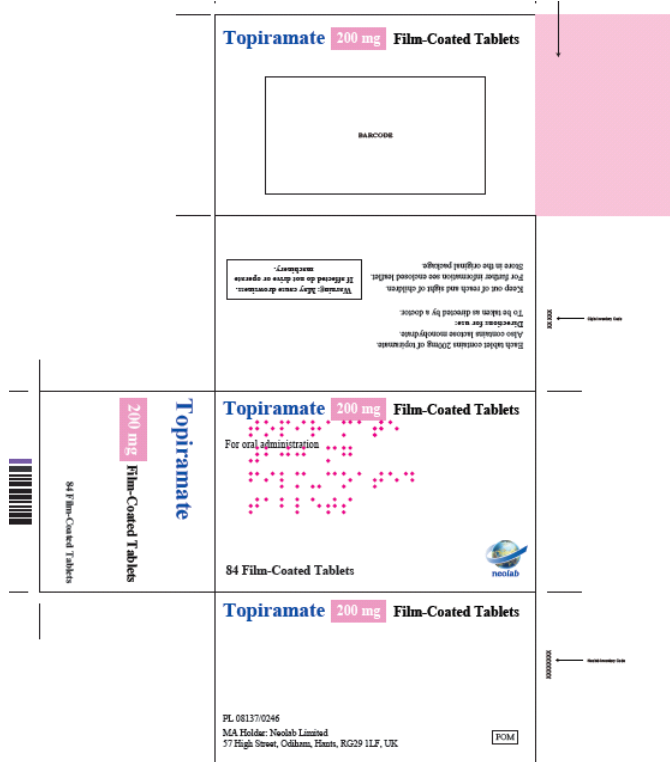 Topiramate 200 mg Film-Coated Tablets
BARCODE
Each tablet contains 200mg of topiramate.
Also contains lactose monohydrate.
Directions for use:
To be taken as directed by a doctor.
Keep out of reach and sight of children.
For further information see enclosed leaflet.
Store in the original package.
Warning: May cause drowsiness.
If affected do not drive or operate
machinery.
XXXXX
Topiramate
200 mg Film-Coated Tablets
84 Film-Coated Tablets
Topiramate 200 mg Film-Coated Tablets
For oral administration
84 Film-Coated Tablets
neolab
Topiramate 200 mg Film-Coated Tablets
PL 08137/0246
MA Holder: Neolab Limited
57 High Street, Odiham, Hants, RG29 1LF, UK
POM